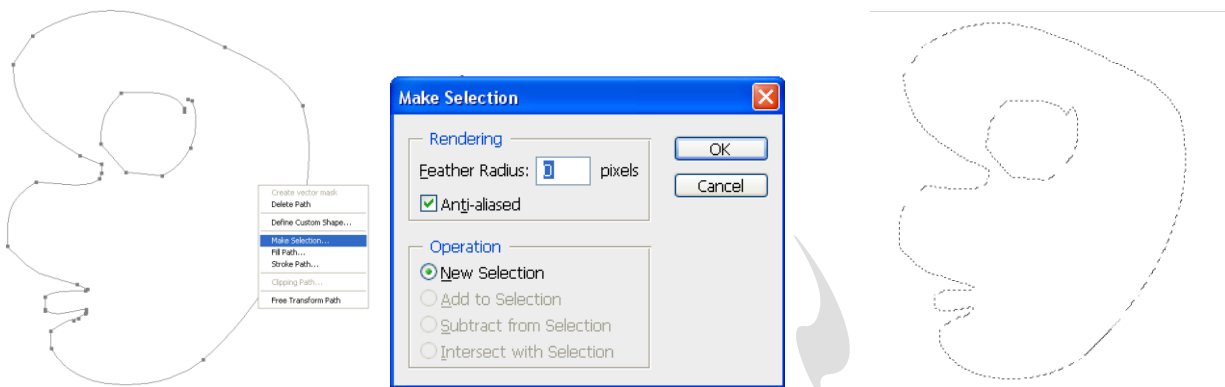 Create vector mask
Delete Path
Define Custom Shape...
Make Selection...
Fill Path...
Stroke Path...
Clipping Path...
Free Transform Path
Make Selection
Rendering
Feather Radius: 0 pixels
Anti-aliased
OK
Cancel
Operation
New Selection
Add to Selection
Subtract from Selection
Intersect with Selection